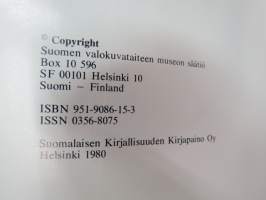 © Copyright
Suomen valokuvataiteen museon säätiö
Box 10 596
SF 00101 Helsinki 10
Suomi – Finland
ISBN 951-9086-15-3
ISSN 0356-8075
Suomalaisen Kirjallisuuden Kirjapaino Oy
Helsinki 1980